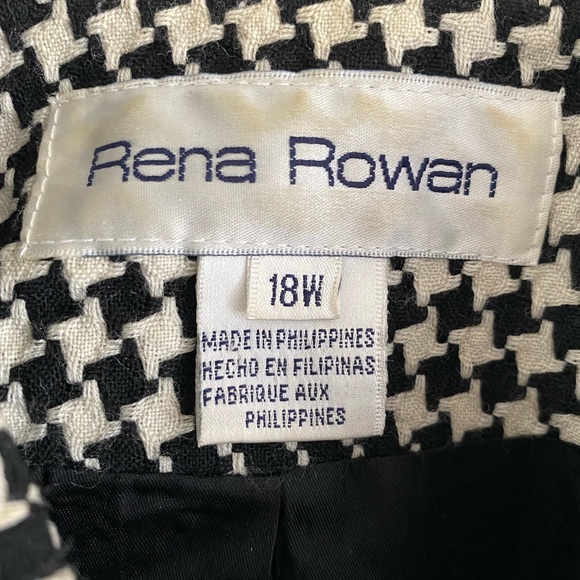 Rena Rowan
18W
MADE IN PHILIPPINES
HECHO EN FILIPINAS
FABRIQUE AUX
PHILIPPINES